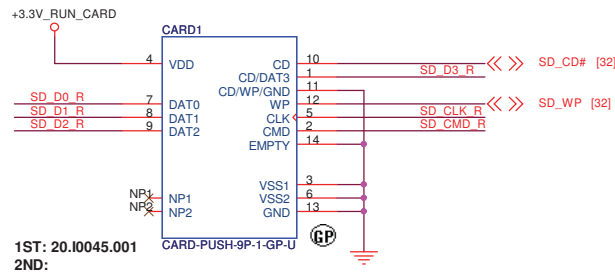 +3.3V_RUN_CARD
CARD1
4 VDD CD 10 SD_CD# [32]
CD/DAT3 1 SD_D3_R
CD/WP/GND 11
SD_D0_R 7 DAT0 WP 12 SD_WP [32]
SD_D1_R 8 DAT1 CLK 5 SD_CLK_R
SD_D2_R 9 DAT2 CMD 2 SD_CMD_R
EMPTY 14
NP1 NP1 VSS1 3
NP2 NP2 VSS2 6
GND 13
CARD-PUSH-9P-1-GP-U
GP
1ST: 20.I0045.001
2ND: